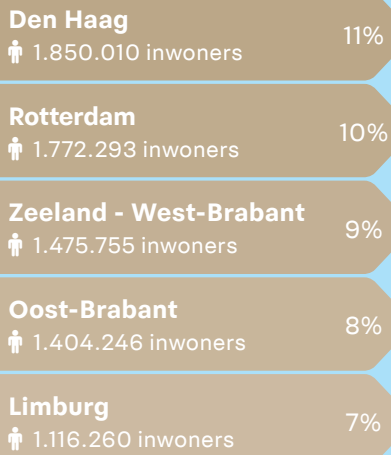 Den Haag
1.850.010 inwoners
11%
Rotterdam
1.772.293 inwoners
10%
Zeeland - West-Brabant
1.475.755 inwoners
9%
Oost-Brabant
1.404.246 inwoners
8%
Limburg
1.116.260 inwoners
7%